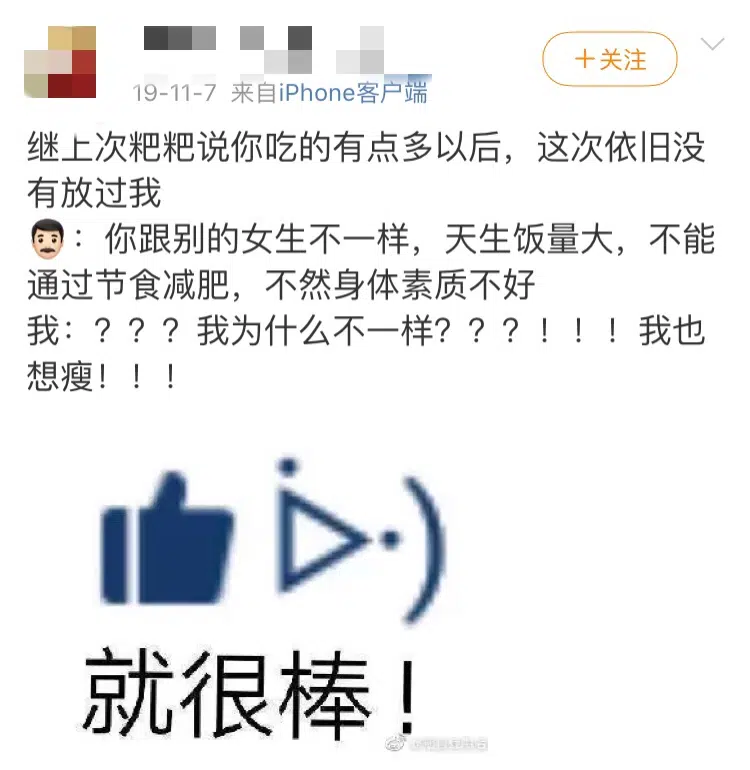 +关注
19-11-7 来自iPhone客户端
继上次粑粑说你吃的有点多以后，这次依旧没
有放过我
👨🏻：你跟别的女生不一样，天生饭量大，不能
通过节食减肥，不然身体素质不好
我：？？？我为什么不一样？？？！！！我也
想瘦！！！
就很棒！